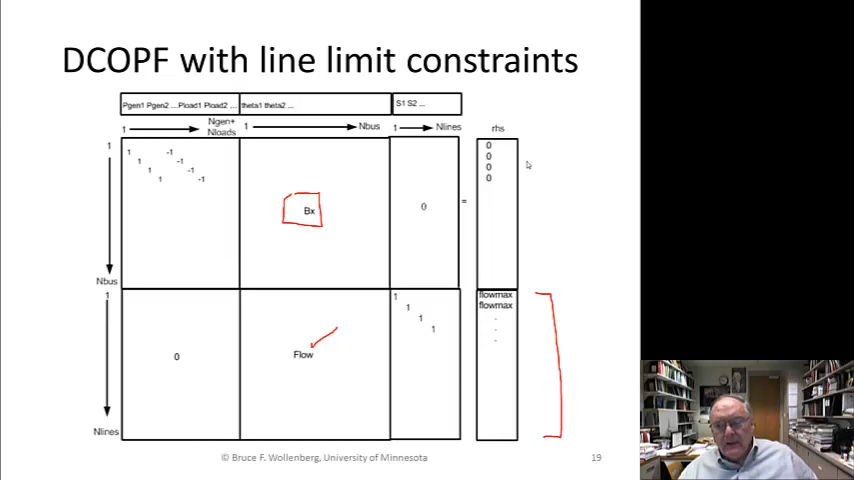 DCOPF with line limit constraints
Pgen1 Pgen2 ...Pload1 Pload2 ... theta1 theta2 ... S1 S2 ...
1 Ngen+ Nloads 1 Nbus 1 Nlines rhs
1 1 -1 0
1 -1 0
1 -1 0
1 -1 0
Bx 0 =
Nbus
1 1 flowmax
1 flowmax
1 .
1 .
.
0 Flow
Nlines
© Bruce F. Wollenberg, University of Minnesota 19